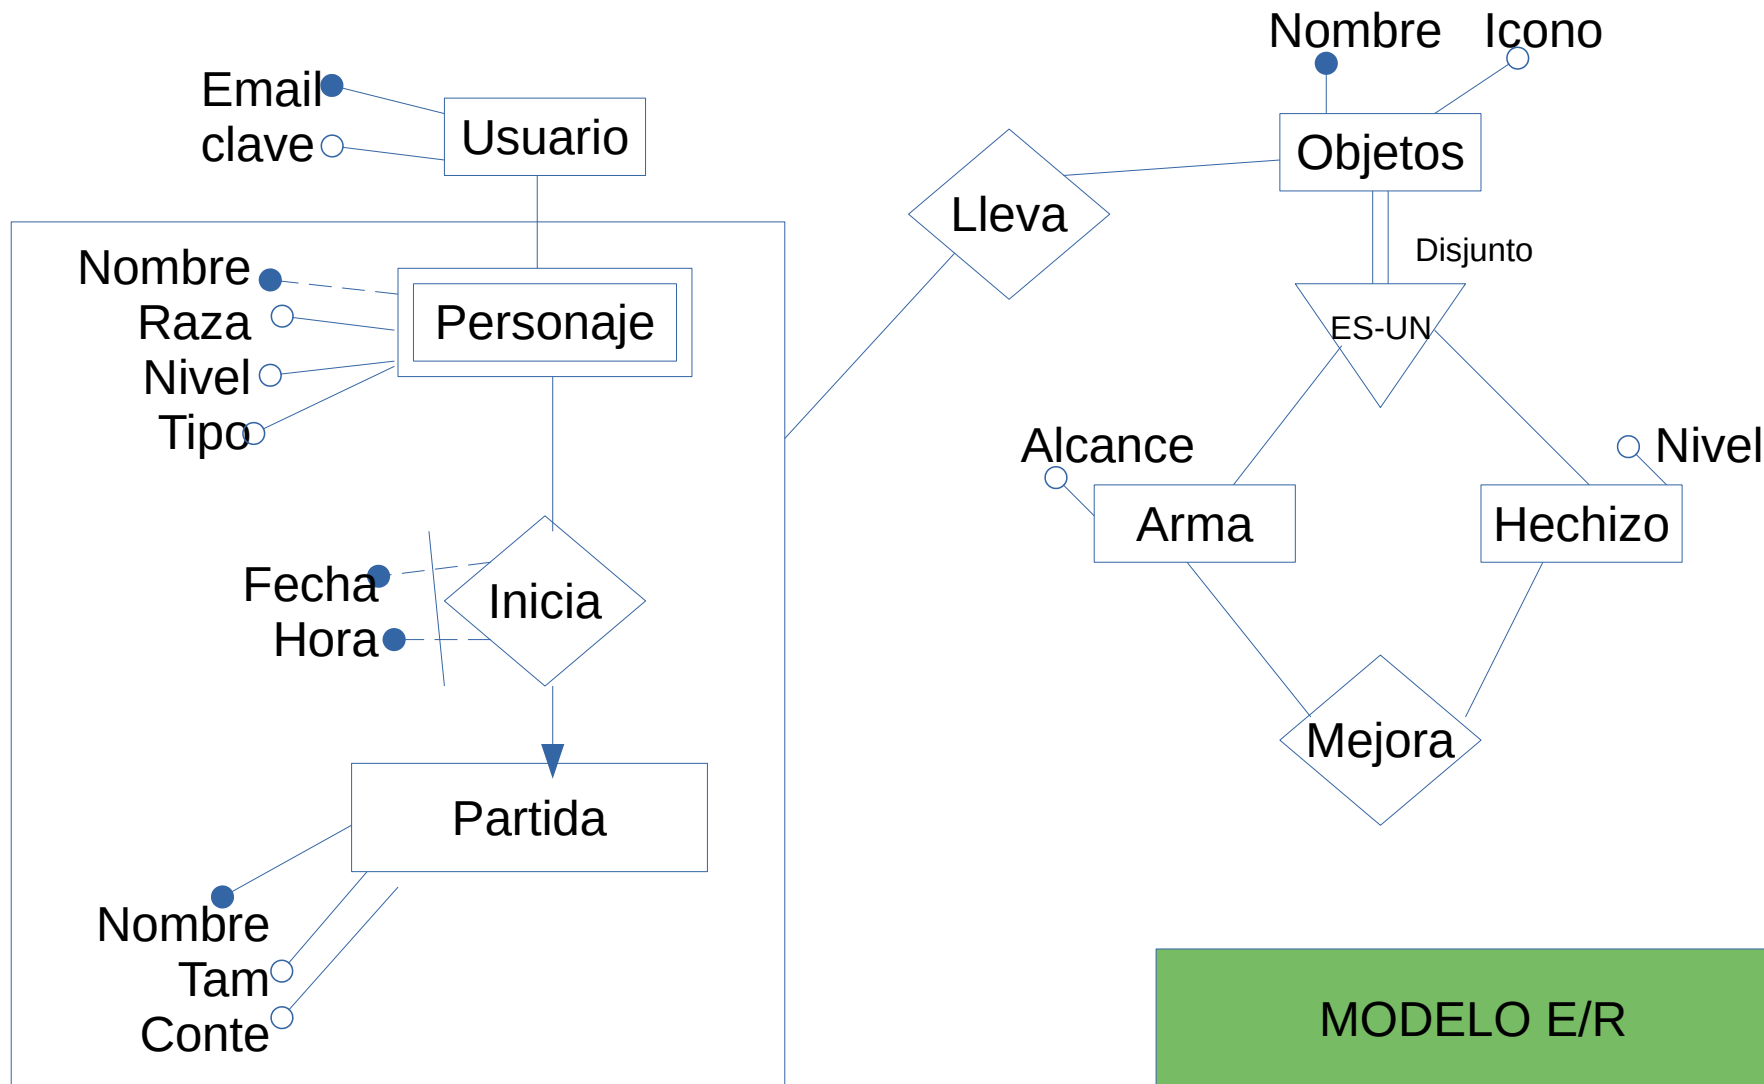 Email
clave
Usuario
Nombre
Raza
Nivel
Tipo
Personaje
Fecha
Hora
Inicia
Partida
Nombre
Tam
Conte
Lleva
Nombre Icono
Objetos
Disjunto
ES-UN
Alcance
Arma
Nivel
Hechizo
Mejora
MODELO E/R